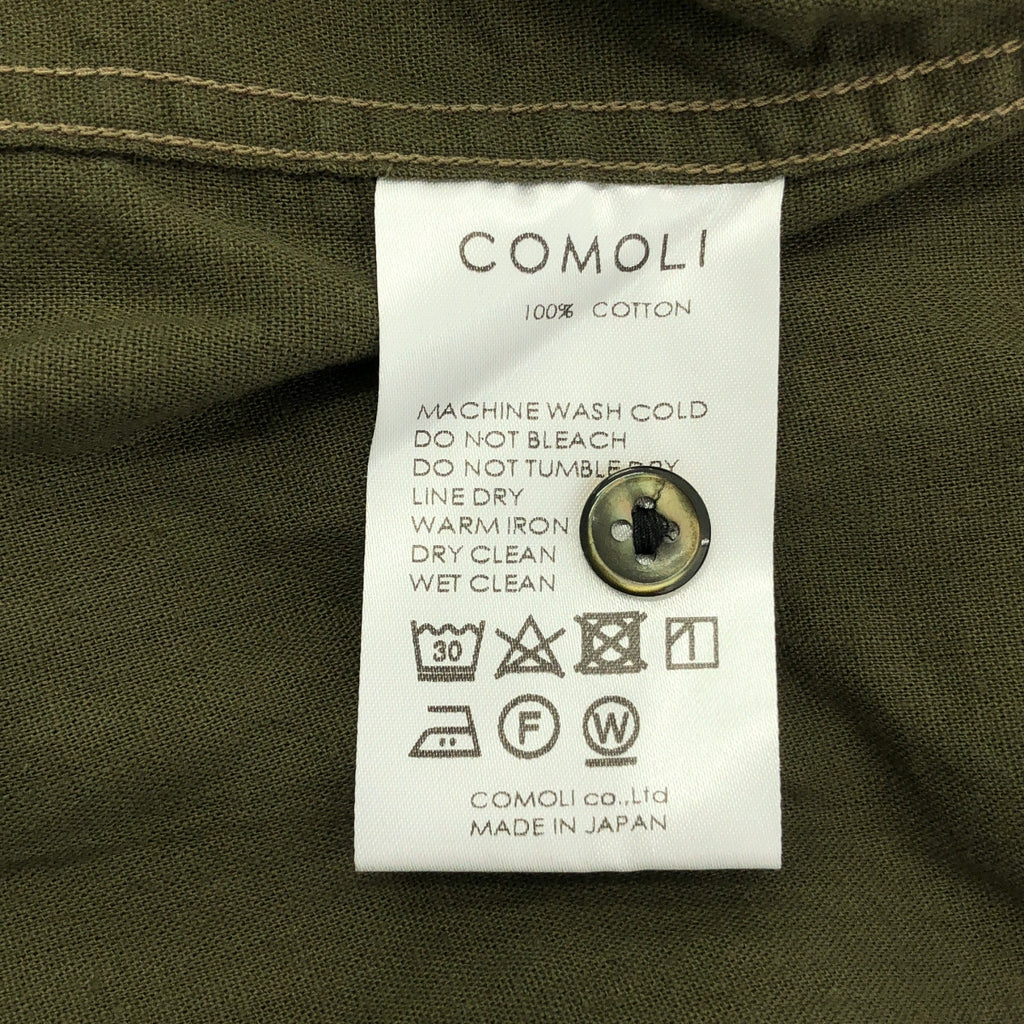 COMOLI
100% COTTON
MACHINE WASH COLD
DO NOT BLEACH
DO NOT TUMBLE DRY
LINE DRY
WARM IRON
DRY CLEAN
WET CLEAN
30
F W
COMOLI co.,Ltd
MADE IN JAPAN